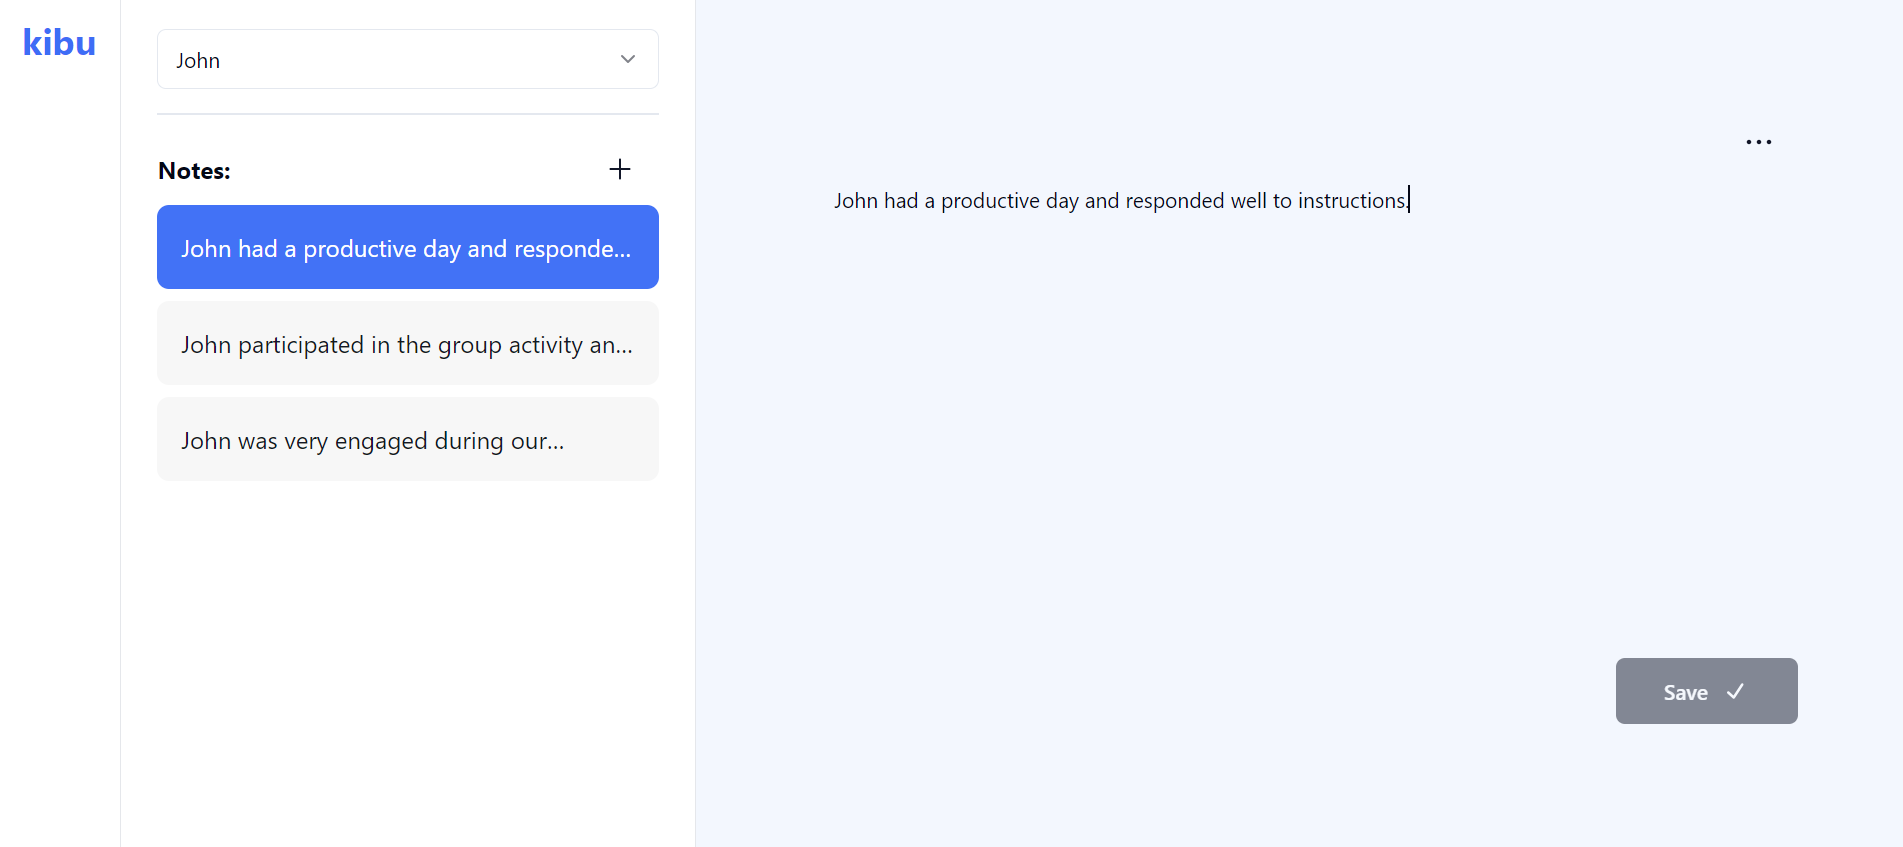 kibu
John
Notes:
John had a productive day and responde...
John participated in the group activity an...
John was very engaged during our...
...
John had a productive day and responded well to instructions.
Save